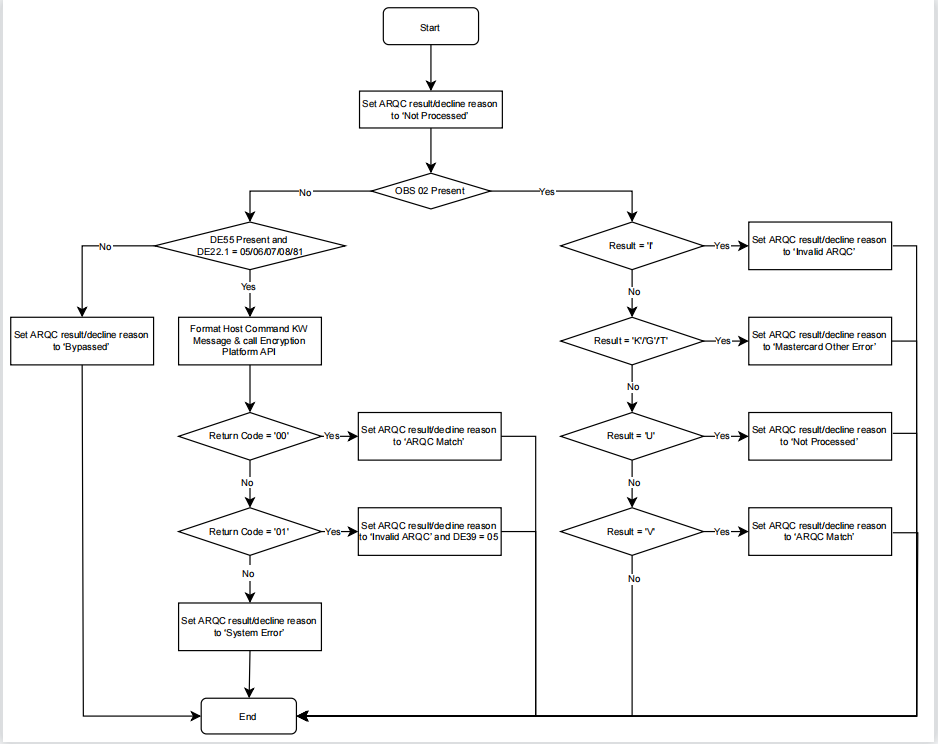 Start
Set ARQC result/decline reason
to 'Not Processed'
OBS 02 Present
No
Yes
DE55 Present and
DE22.1 = 05/06/07/08/81
No
Yes
Result = 'I'
Yes
Set ARQC result/decline reason
to 'Invalid ARQC'
No
Set ARQC result/decline reason
to 'Bypassed'
Format Host Command KW
Message & call Encryption
Platform API
Result = 'K'/'G'/'T'
Yes
Set ARQC result/decline reason
to 'Mastercard Other Error'
No
Return Code = '00'
Yes
Set ARQC result/decline reason
to 'ARQC Match'
No
Result = 'U'
Yes
Set ARQC result/decline reason
to 'Not Processed'
No
Return Code = '01'
Yes
Set ARQC result/decline reason
to 'Invalid ARQC' and DE39 = 05
No
Result = 'V'
Yes
Set ARQC result/decline reason
to 'ARQC Match'
No
Set ARQC result/decline reason
to 'System Error'
End